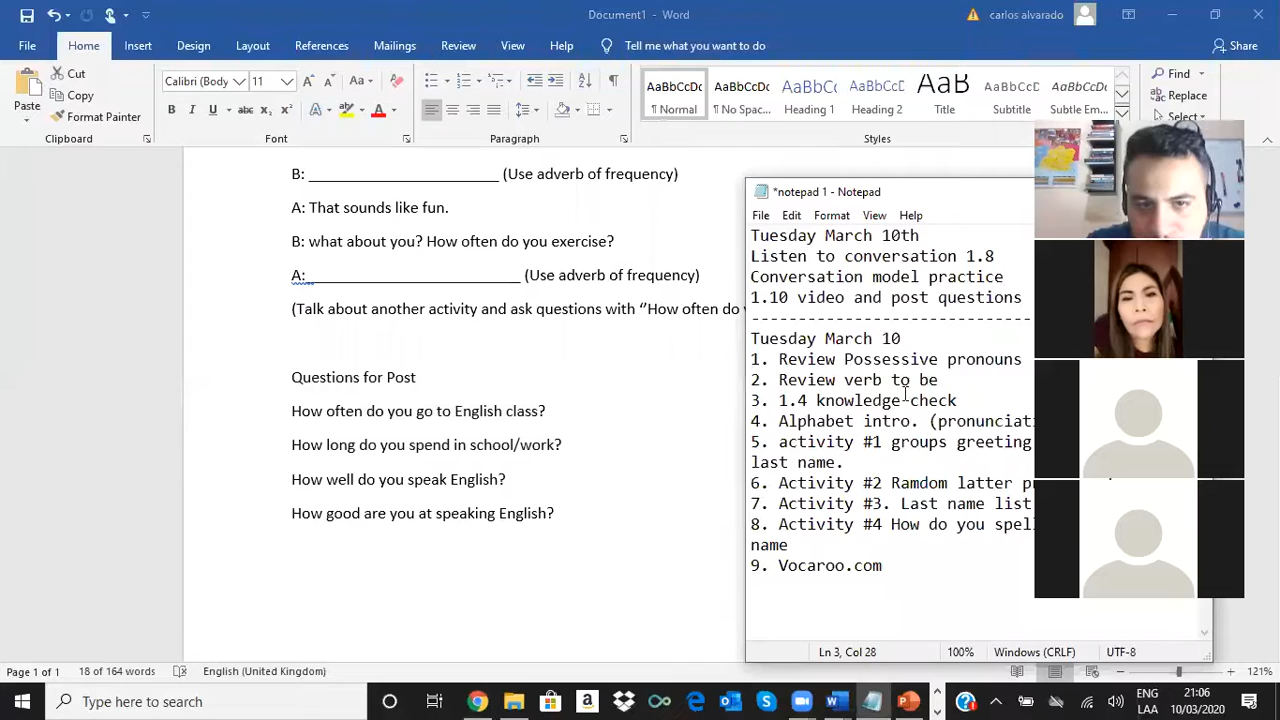 Document1 - Word
carlos alvarado
File Home Insert Design Layout References Mailings Review View Help Tell me what you want to do Share
Paste
Cut
Copy
Format Painter
Calibri (Body 11
AaBbCcDc AaBbCcDc AaBbCc AaBbCcD AaB AaBbCcC AaBbCcDc
¶ Normal ¶ No Spac... Heading 1 Heading 2 Title Subtitle Subtle Em...
Find
Replace
Select
Clipboard Font Paragraph Styles
B: ______________________ (Use adverb of frequency)
A: That sounds like fun.
B: what about you? How often do you exercise?
A:_________________________ (Use adverb of frequency)
(Talk about another activity and ask questions with “How often do
Questions for Post
How often do you go to English class?
How long do you spend in school/work?
How well do you speak English?
How good are you at speaking English?
*notepad 1 - Notepad
File Edit Format View Help
Tuesday March 10th
Listen to conversation 1.8
Conversation model practice
1.10 video and post questions
-------------------------------
Tuesday March 10
1. Review Possessive pronouns
2. Review verb to be
3. 1.4 knowledge-check
4. Alphabet intro. (pronunciati
5. activity #1 groups greeting
last name.
6. Activity #2 Ramdom latter p
7. Activity #3. Last name list
8. Activity #4 How do you spel
name
9. Vocaroo.com
Ln 3, Col 28 100% Windows (CRLF) UTF-8
Page 1 of 1 18 of 164 words English (United Kingdom) 121%
Type here to search
ENG
LAA
21:06
10/03/2020